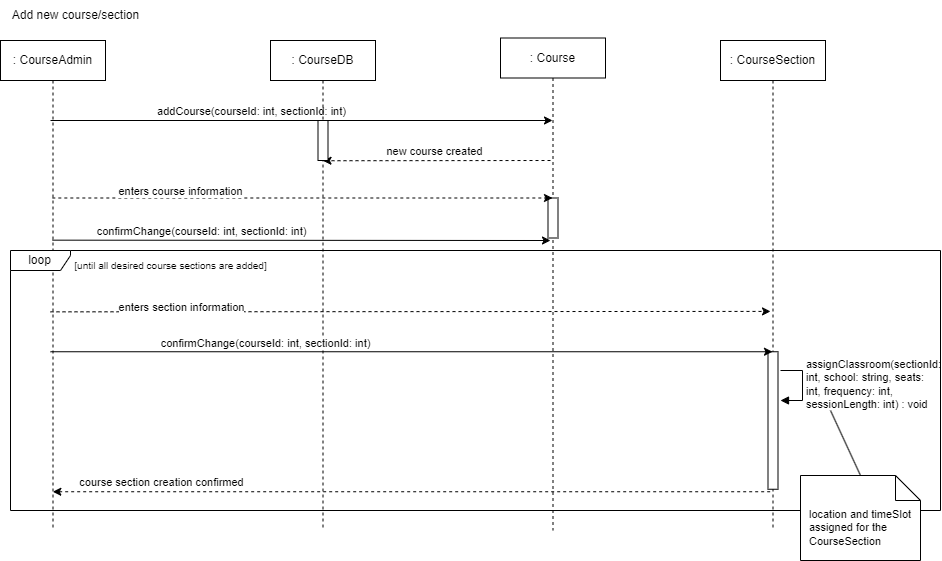 Add new course/section
: CourseAdmin
: CourseDB
: Course
: CourseSection
addCourse(courseId: int, sectionId: int)
new course created
enters course information
confirmChange(courseId: int, sectionId: int)
loop
[until all desired course sections are added]
enters section information
confirmChange(courseId: int, sectionId: int)
assignClassroom(sectionId:
int, school: string, seats:
int, frequency: int,
sessionLength: int) : void
course section creation confirmed
location and timeSlot
assigned for the
CourseSection